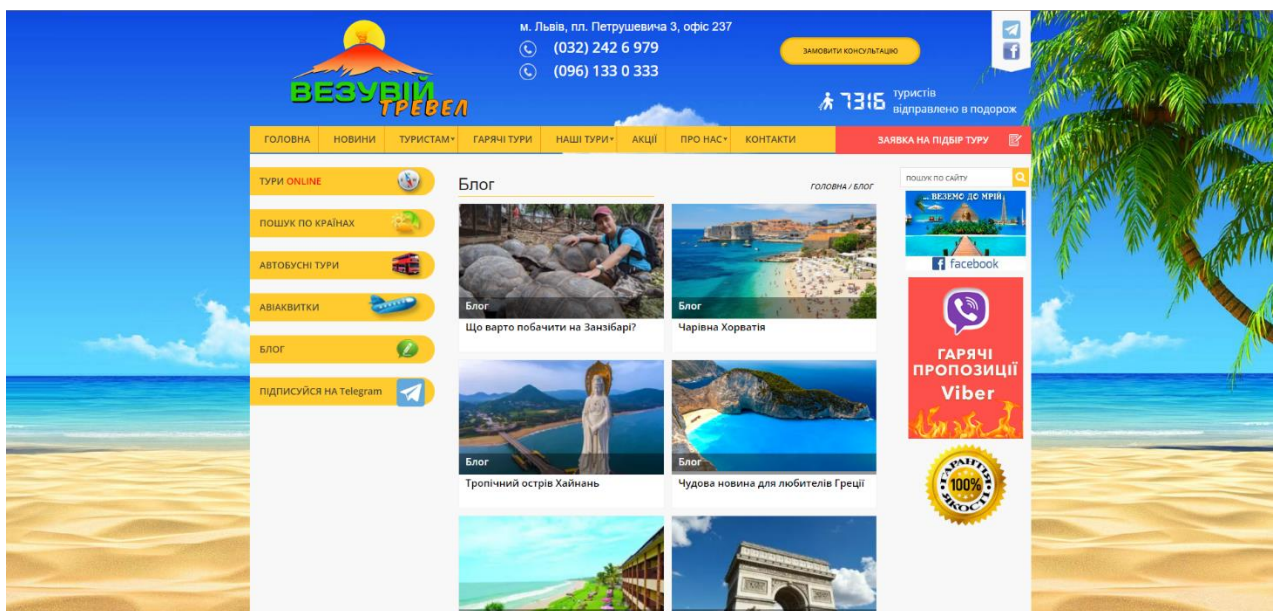 ВЕЗУВІЙ
ТРЕВЕЛ
м. Львів, пл. Петрушевича 3, офіс 237
(032) 242 6 979
(096) 133 0 333
ЗАМОВИТИ КОНСУЛЬТАЦІЮ
7316 туристів
відправлено в подорож
ГОЛОВНА НОВИНИ ТУРИСТАМ ГАРЯЧІ ТУРИ НАШІ ТУРИ АКЦІЇ ПРО НАС КОНТАКТИ ЗАЯВКА НА ПІДБІР ТУРУ
ТУРИ ONLINE
ПОШУК ПО КРАЇНАХ
АВТОБУСНІ ТУРИ
АВІАКВИТКИ
БЛОГ
ПІДПИСУЙСЯ НА Telegram
Блог
ГОЛОВНА / БЛОГ
Блог
Що варто побачити на Занзібарі?
Блог
Чарівна Хорватія
Блог
Тропічний острів Хайнань
Блог
Чудова новина для любителів Греції
ПОШУК ПО САЙТУ
... ВЕЗЕМО ДО МРІЙ
facebook
ГАРЯЧІ
ПРОПОЗИЦІЇ
Viber
ГАРАНТІЯ
100%
ЯКОСТІ